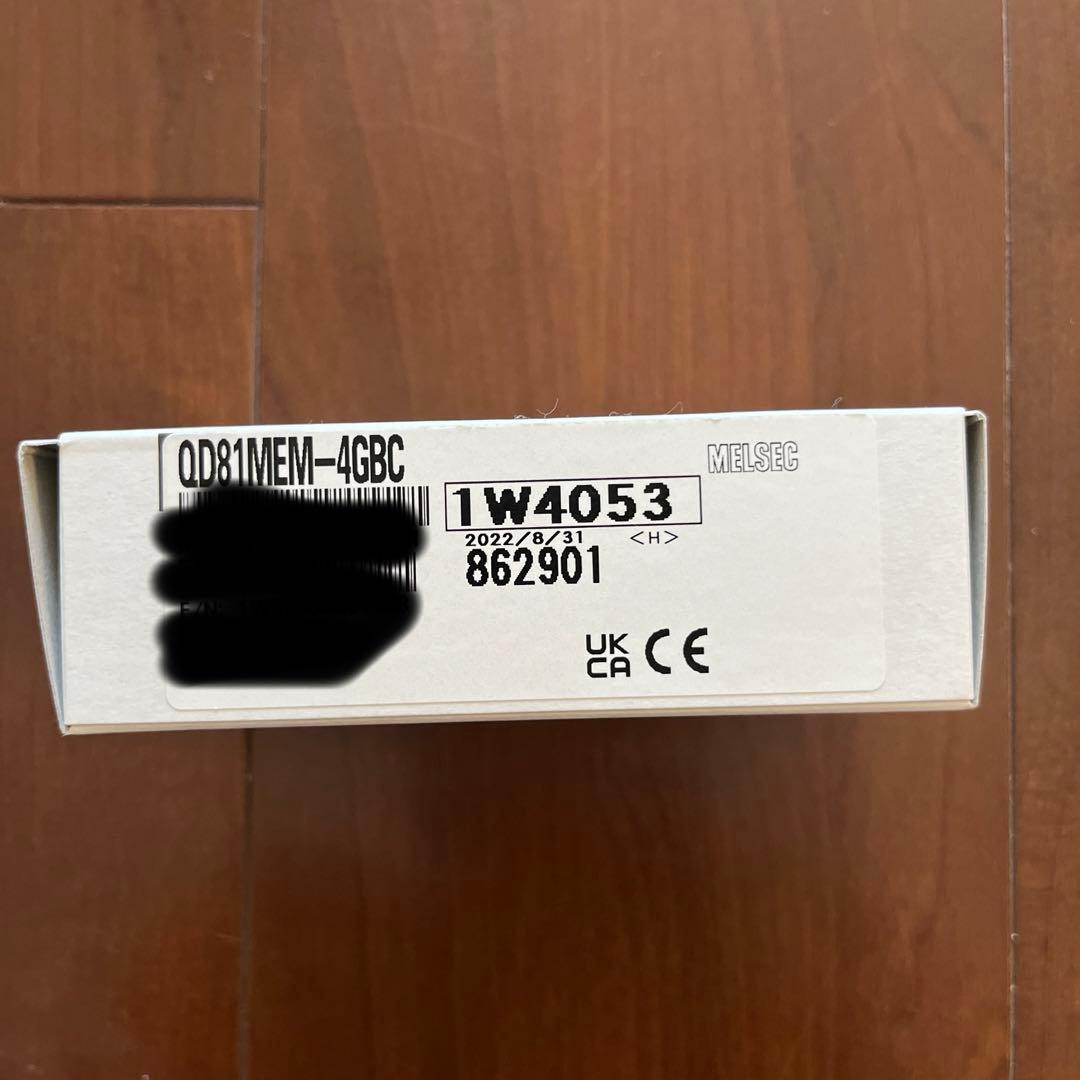 QD81MEM-4GBC
MELSEC
1W4053
2022/8/31 <H>
862901
UK
CA CE